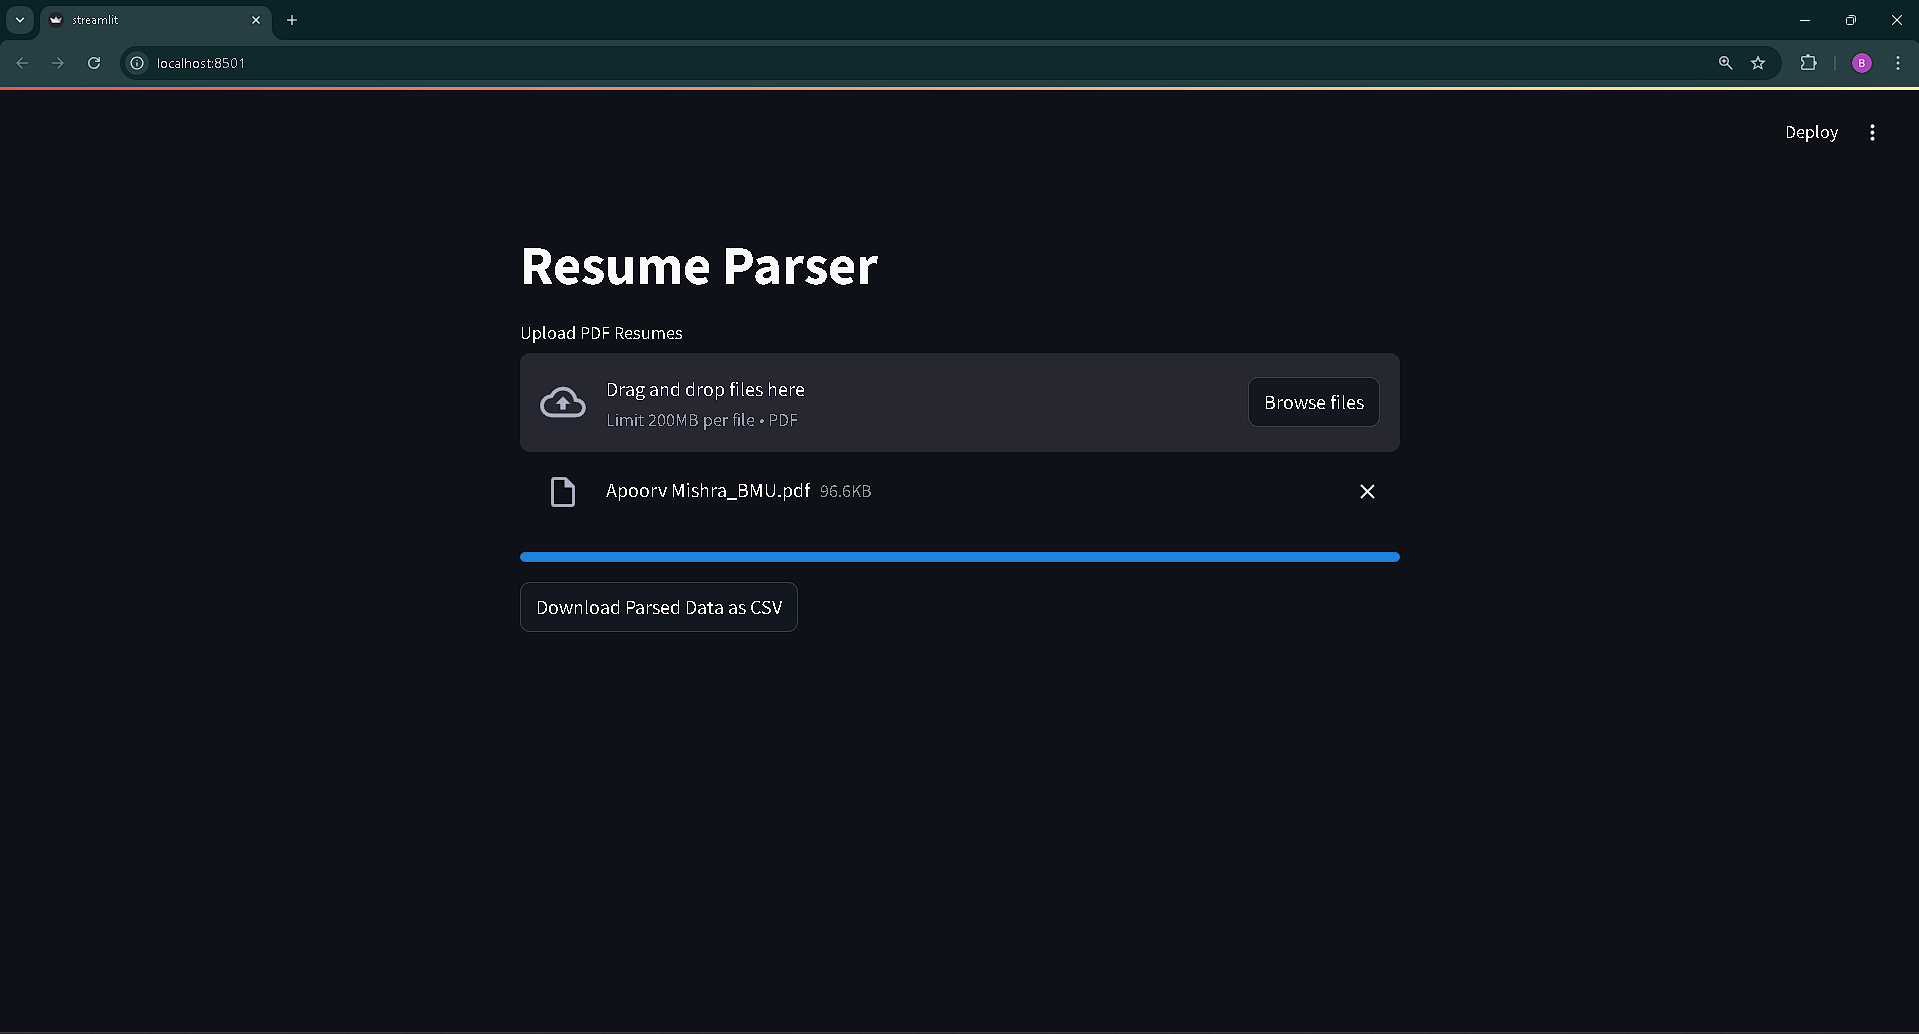 streamlit
localhost:8501
B
Deploy
Resume Parser
Upload PDF Resumes
Drag and drop files here
Limit 200MB per file • PDF
Browse files
Apoorv Mishra_BMU.pdf 96.6KB
Download Parsed Data as CSV